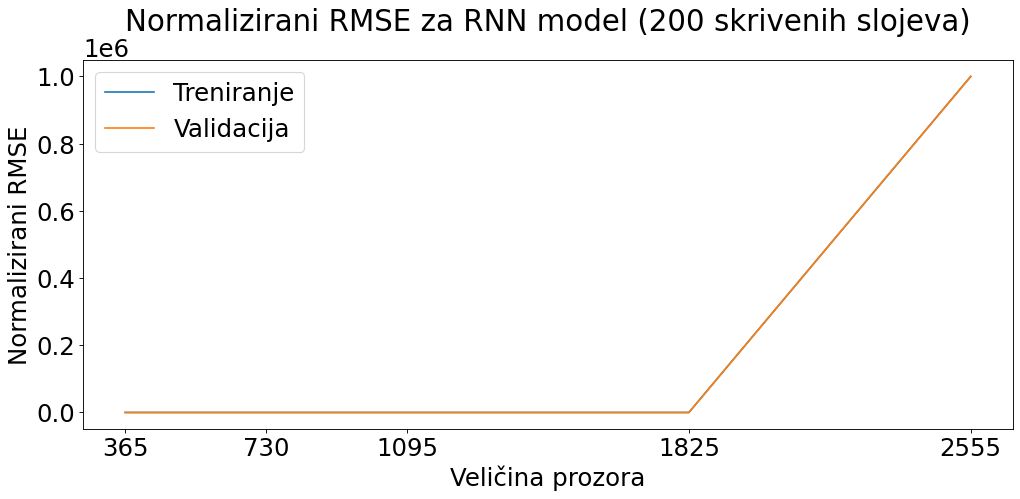 Normalizirani RMSE za RNN model (200 skrivenih slojeva)
1e6
Treniranje
Validacija
Normalizirani RMSE
1.0
0.8
0.6
0.4
0.2
0.0
365 730 1095 1825 2555
Veličina prozora